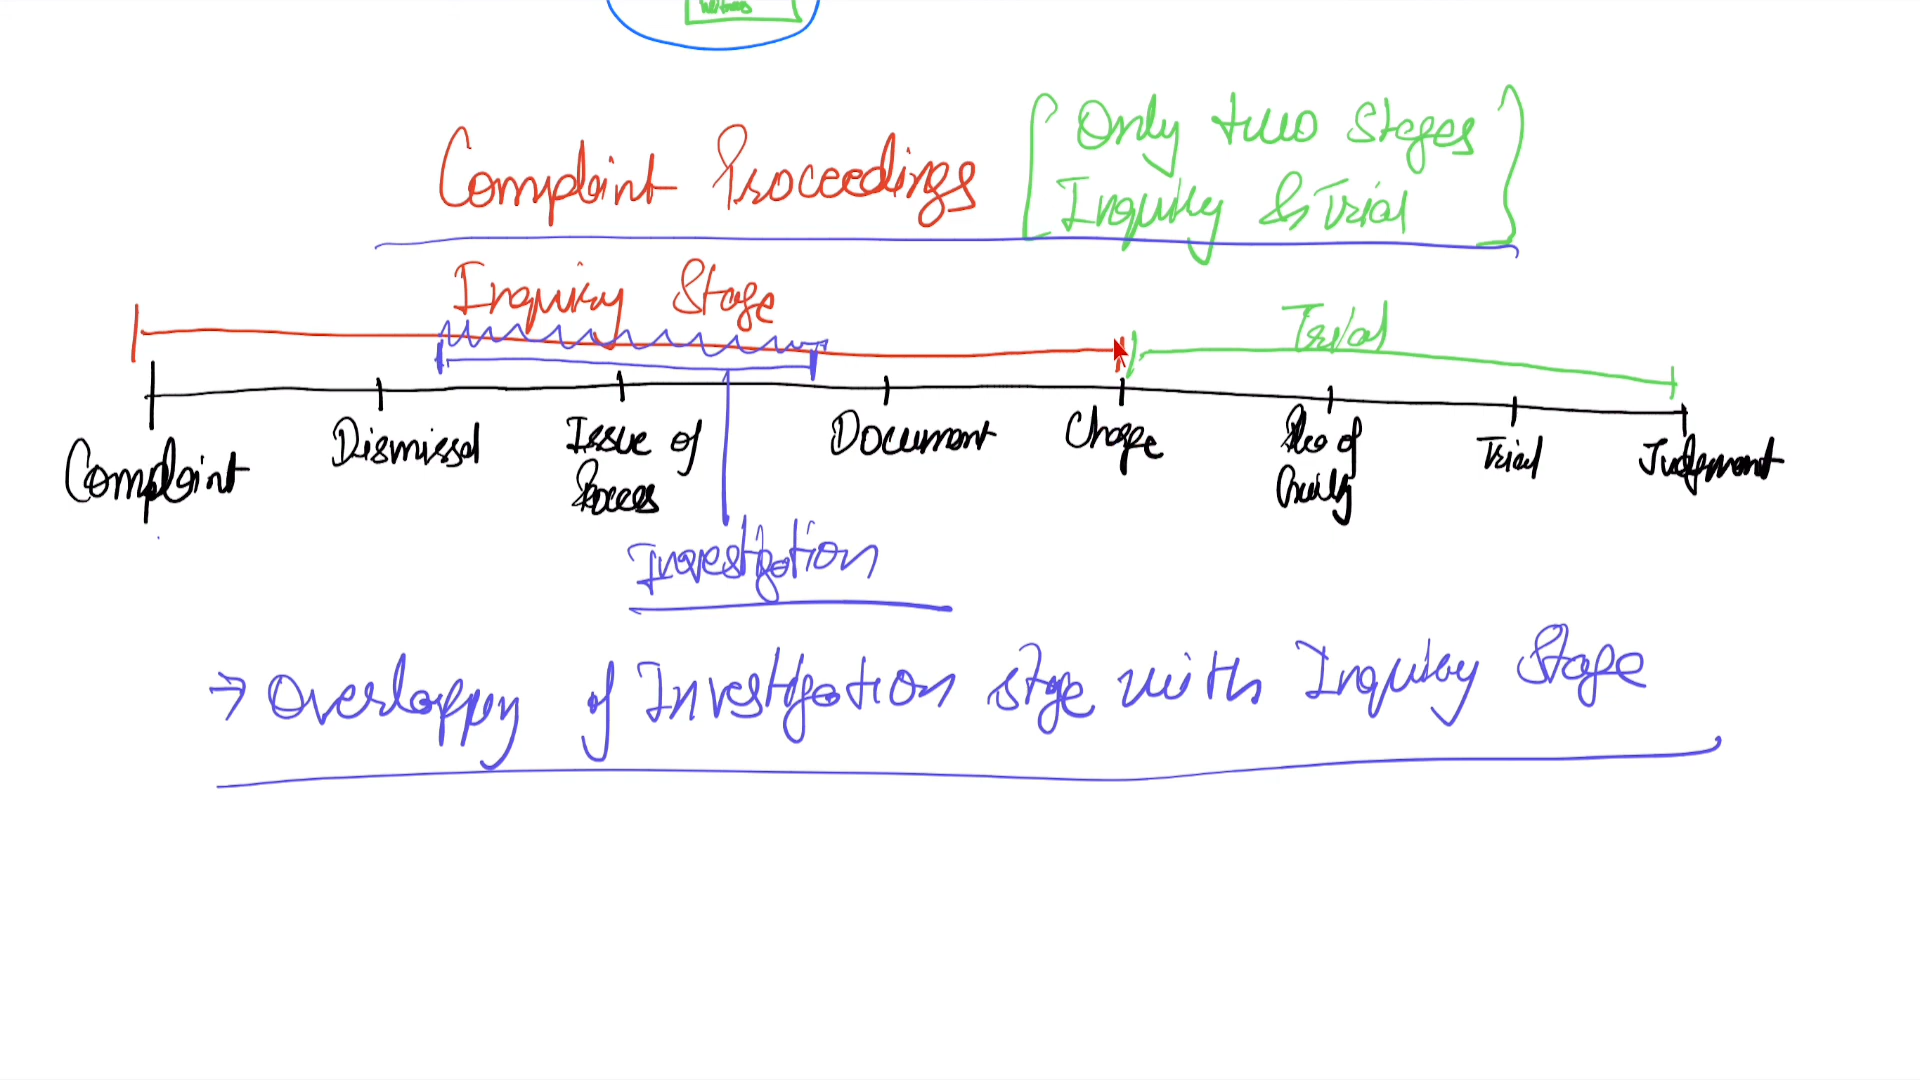 Complaint Proceedings
Only two Stages
Inquiry & Trial
Inquiry Stage
Trial
Complaint
Dismissal
Issue of
Process
Document
Charge
Plea of
Guilty
Trial
Judgement
Investigation
→ Overlappy of Investigation stage with Inquiry Stage